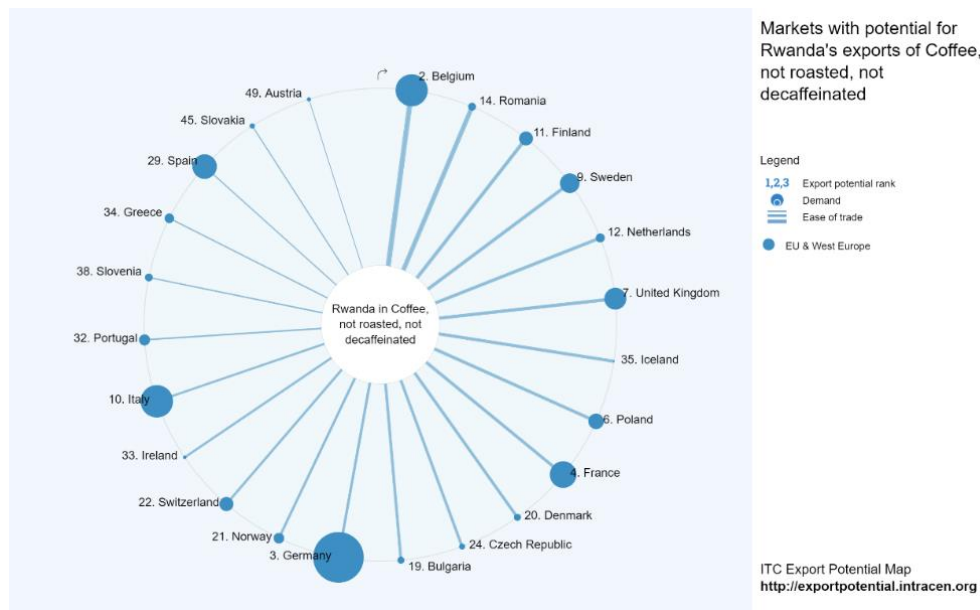 Markets with potential for
Rwanda's exports of Coffee,
not roasted, not
decaffeinated
Legend
1,2,3 Export potential rank
Demand
Ease of trade
EU & West Europe
2. Belgium
14. Romania
11. Finland
9. Sweden
12. Netherlands
7. United Kingdom
35. Iceland
6. Poland
4. France
20. Denmark
24. Czech Republic
19. Bulgaria
3. Germany
21. Norway
22. Switzerland
33. Ireland
10. Italy
32. Portugal
38. Slovenia
34. Greece
29. Spain
45. Slovakia
49. Austria
Rwanda in Coffee,
not roasted, not
decaffeinated
ITC Export Potential Map
http://exportpotential.intracen.org